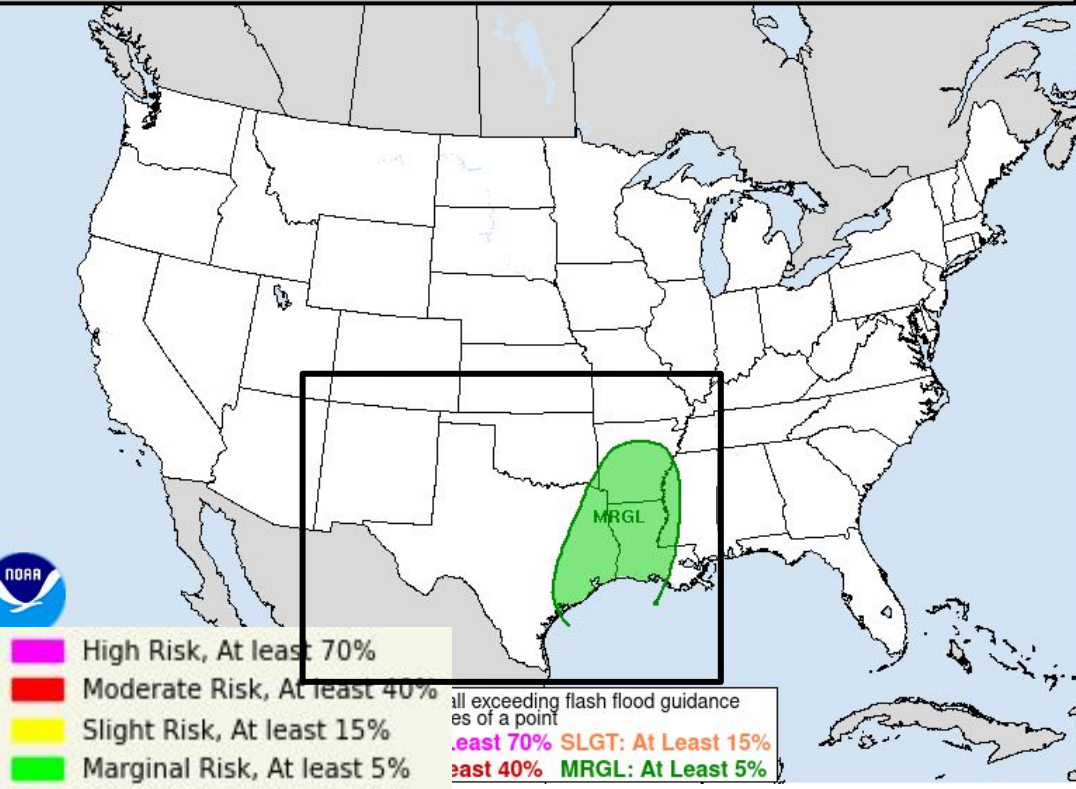 MRGL
NOAA
High Risk, At least 70%
Moderate Risk, At least 40%
Slight Risk, At least 15%
Marginal Risk, At least 5%
all exceeding flash flood guidance
es of a point
Least 70% SLGT: At Least 15%
east 40% MRGL: At Least 5%